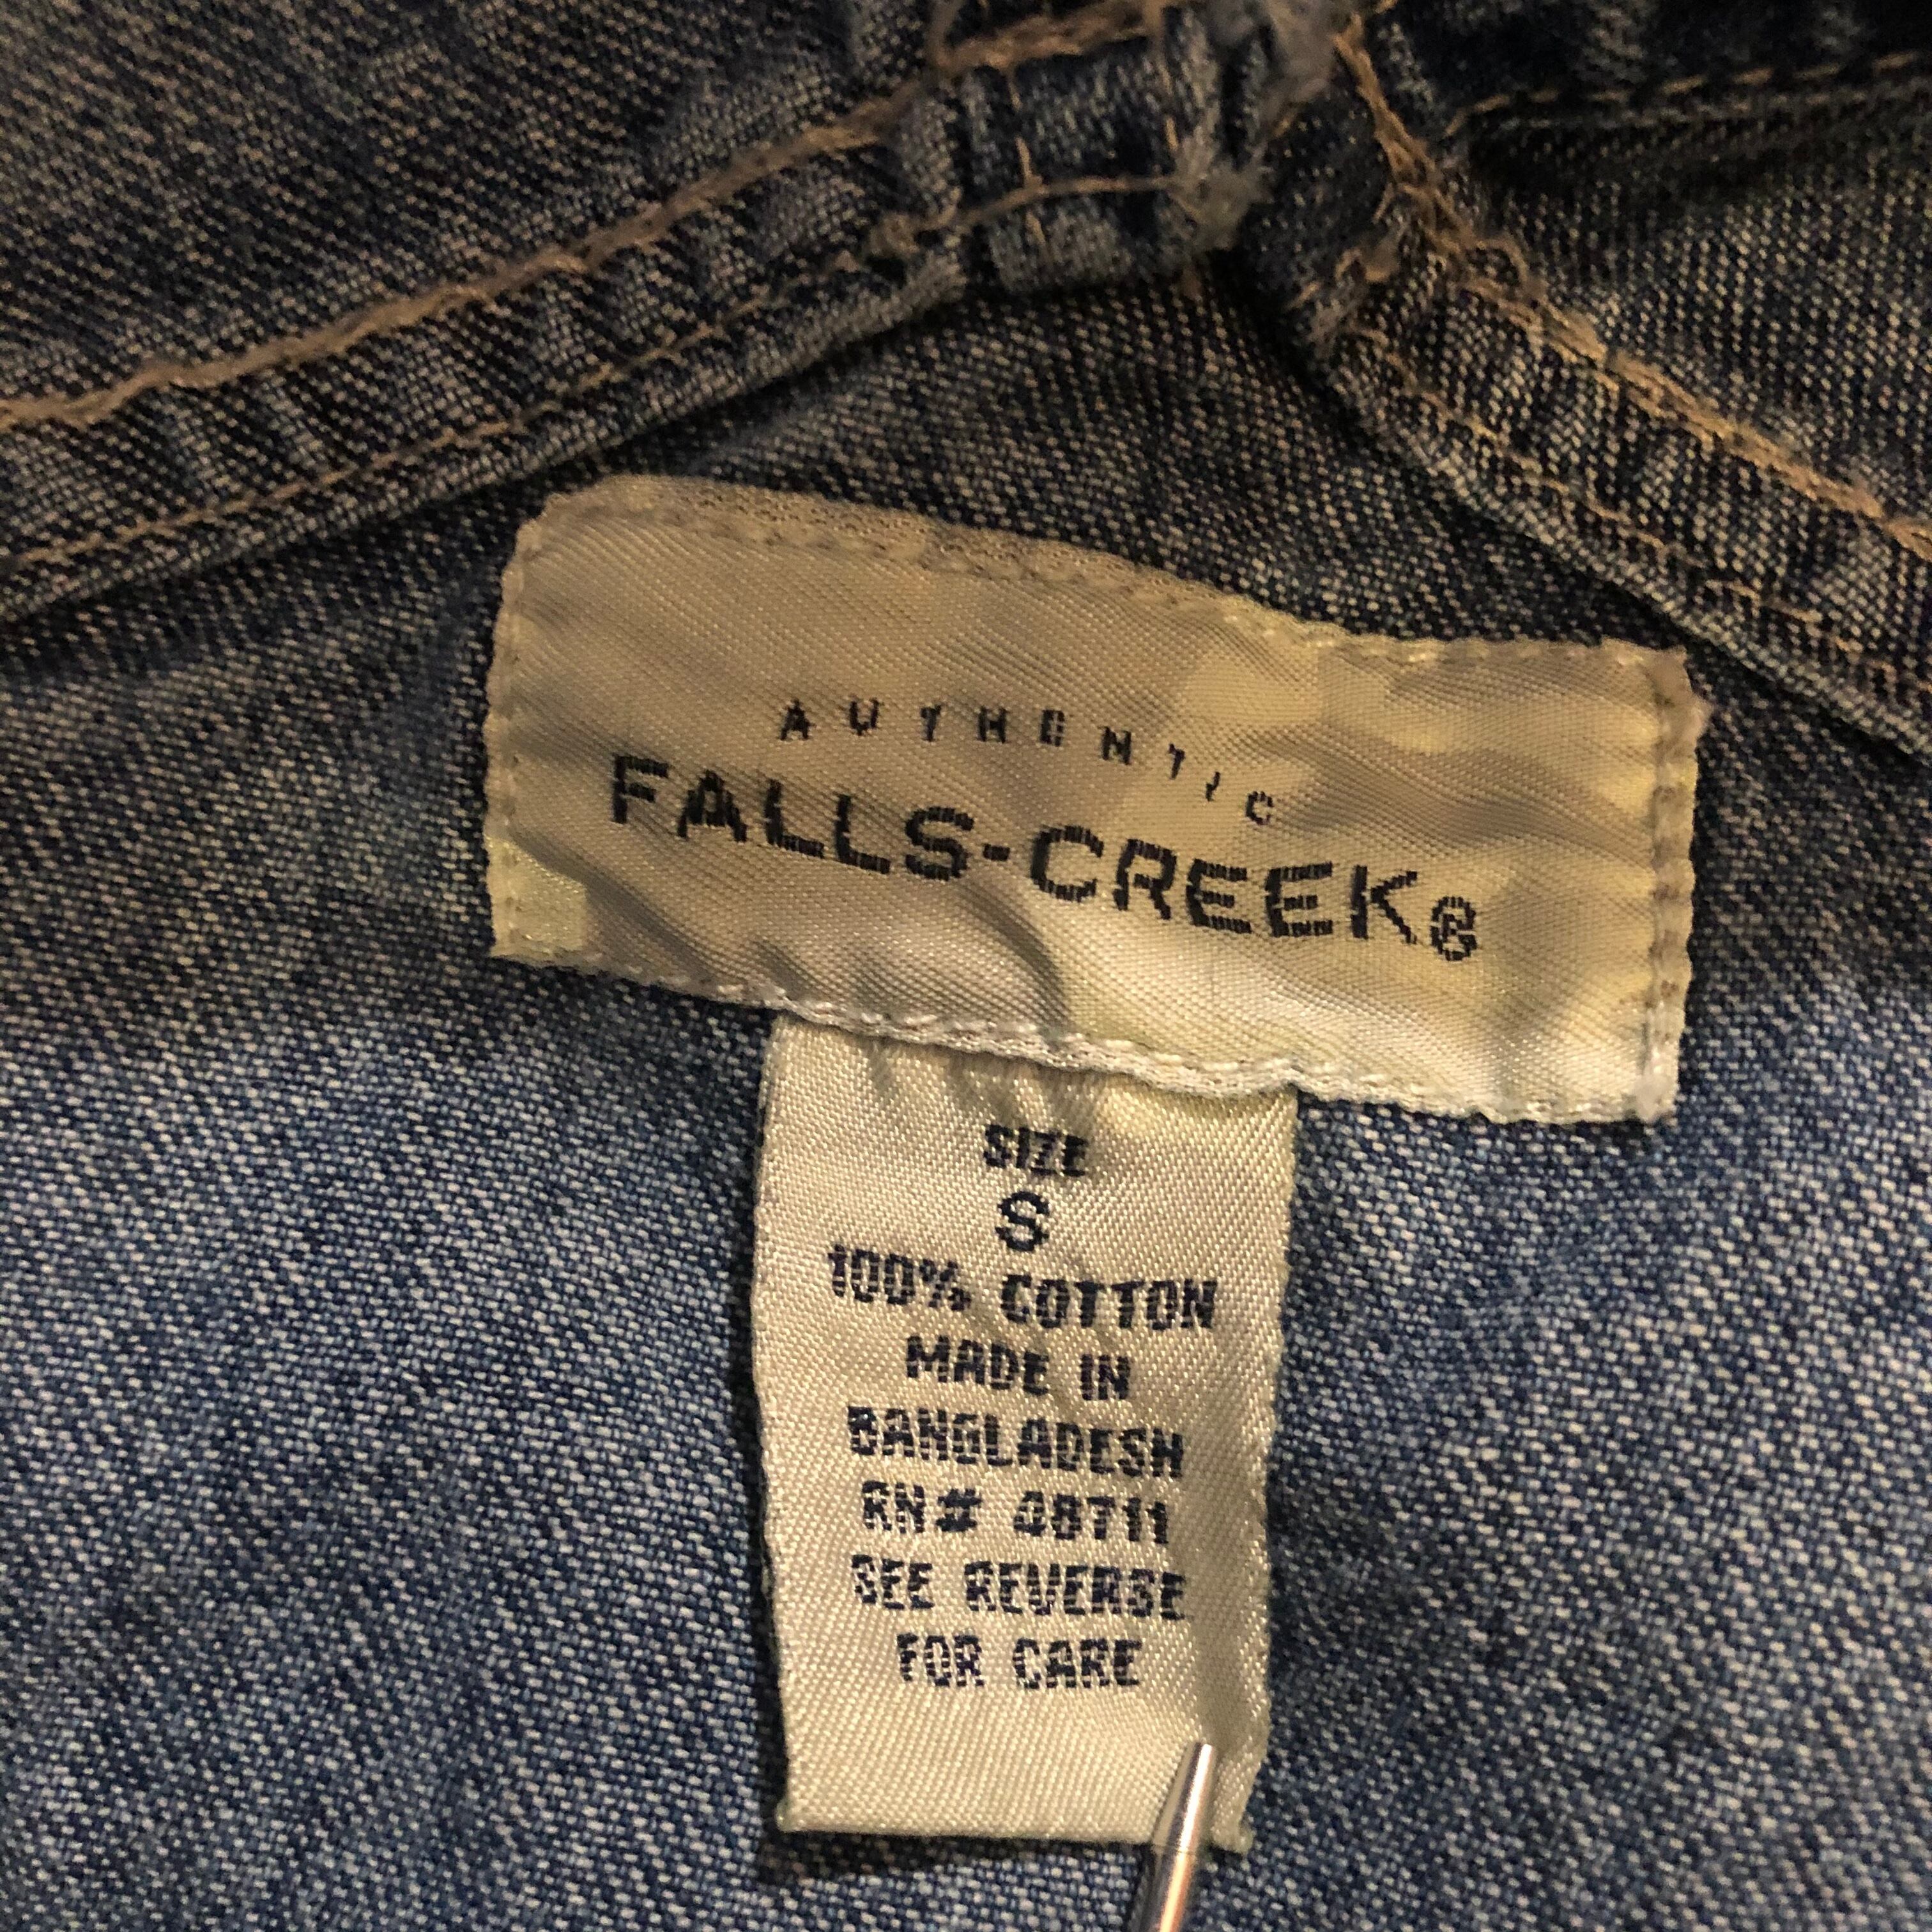 AUTHENTIC
FALLS-CREEK®
SIZE
S
100% COTTON
MADE IN
BANGLADESH
RN# 48711
SEE REVERSE
FOR CARE